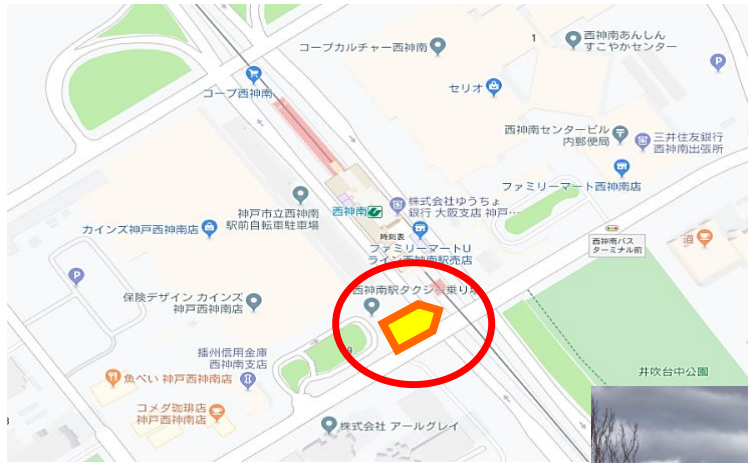 コープカルチャー西神南
1
西神南あんしん
すこやかセンター
P
コープ西神南
セリオ
西神南センタービル
内郵便局
三井住友銀行
西神南出張所
ファミリーマート西神南店
神戸市立西神南
駅前自転車駐車場
西神南
株式会社ゆうちょ
銀行 大阪支店 神戸…
カインズ神戸西神南店
時刻表
ファミリーマートU
ライン西神南駅売店
西神南バス
ターミナル前
道
P
保険デザイン カインズ
神戸西神南店
西神南駅タクシー乗り場
9
播州信用金庫
西神南支店
井吹台中公園
魚べい 神戸西神南店
コメダ珈琲店
神戸西神南店
株式会社 アールグレイ